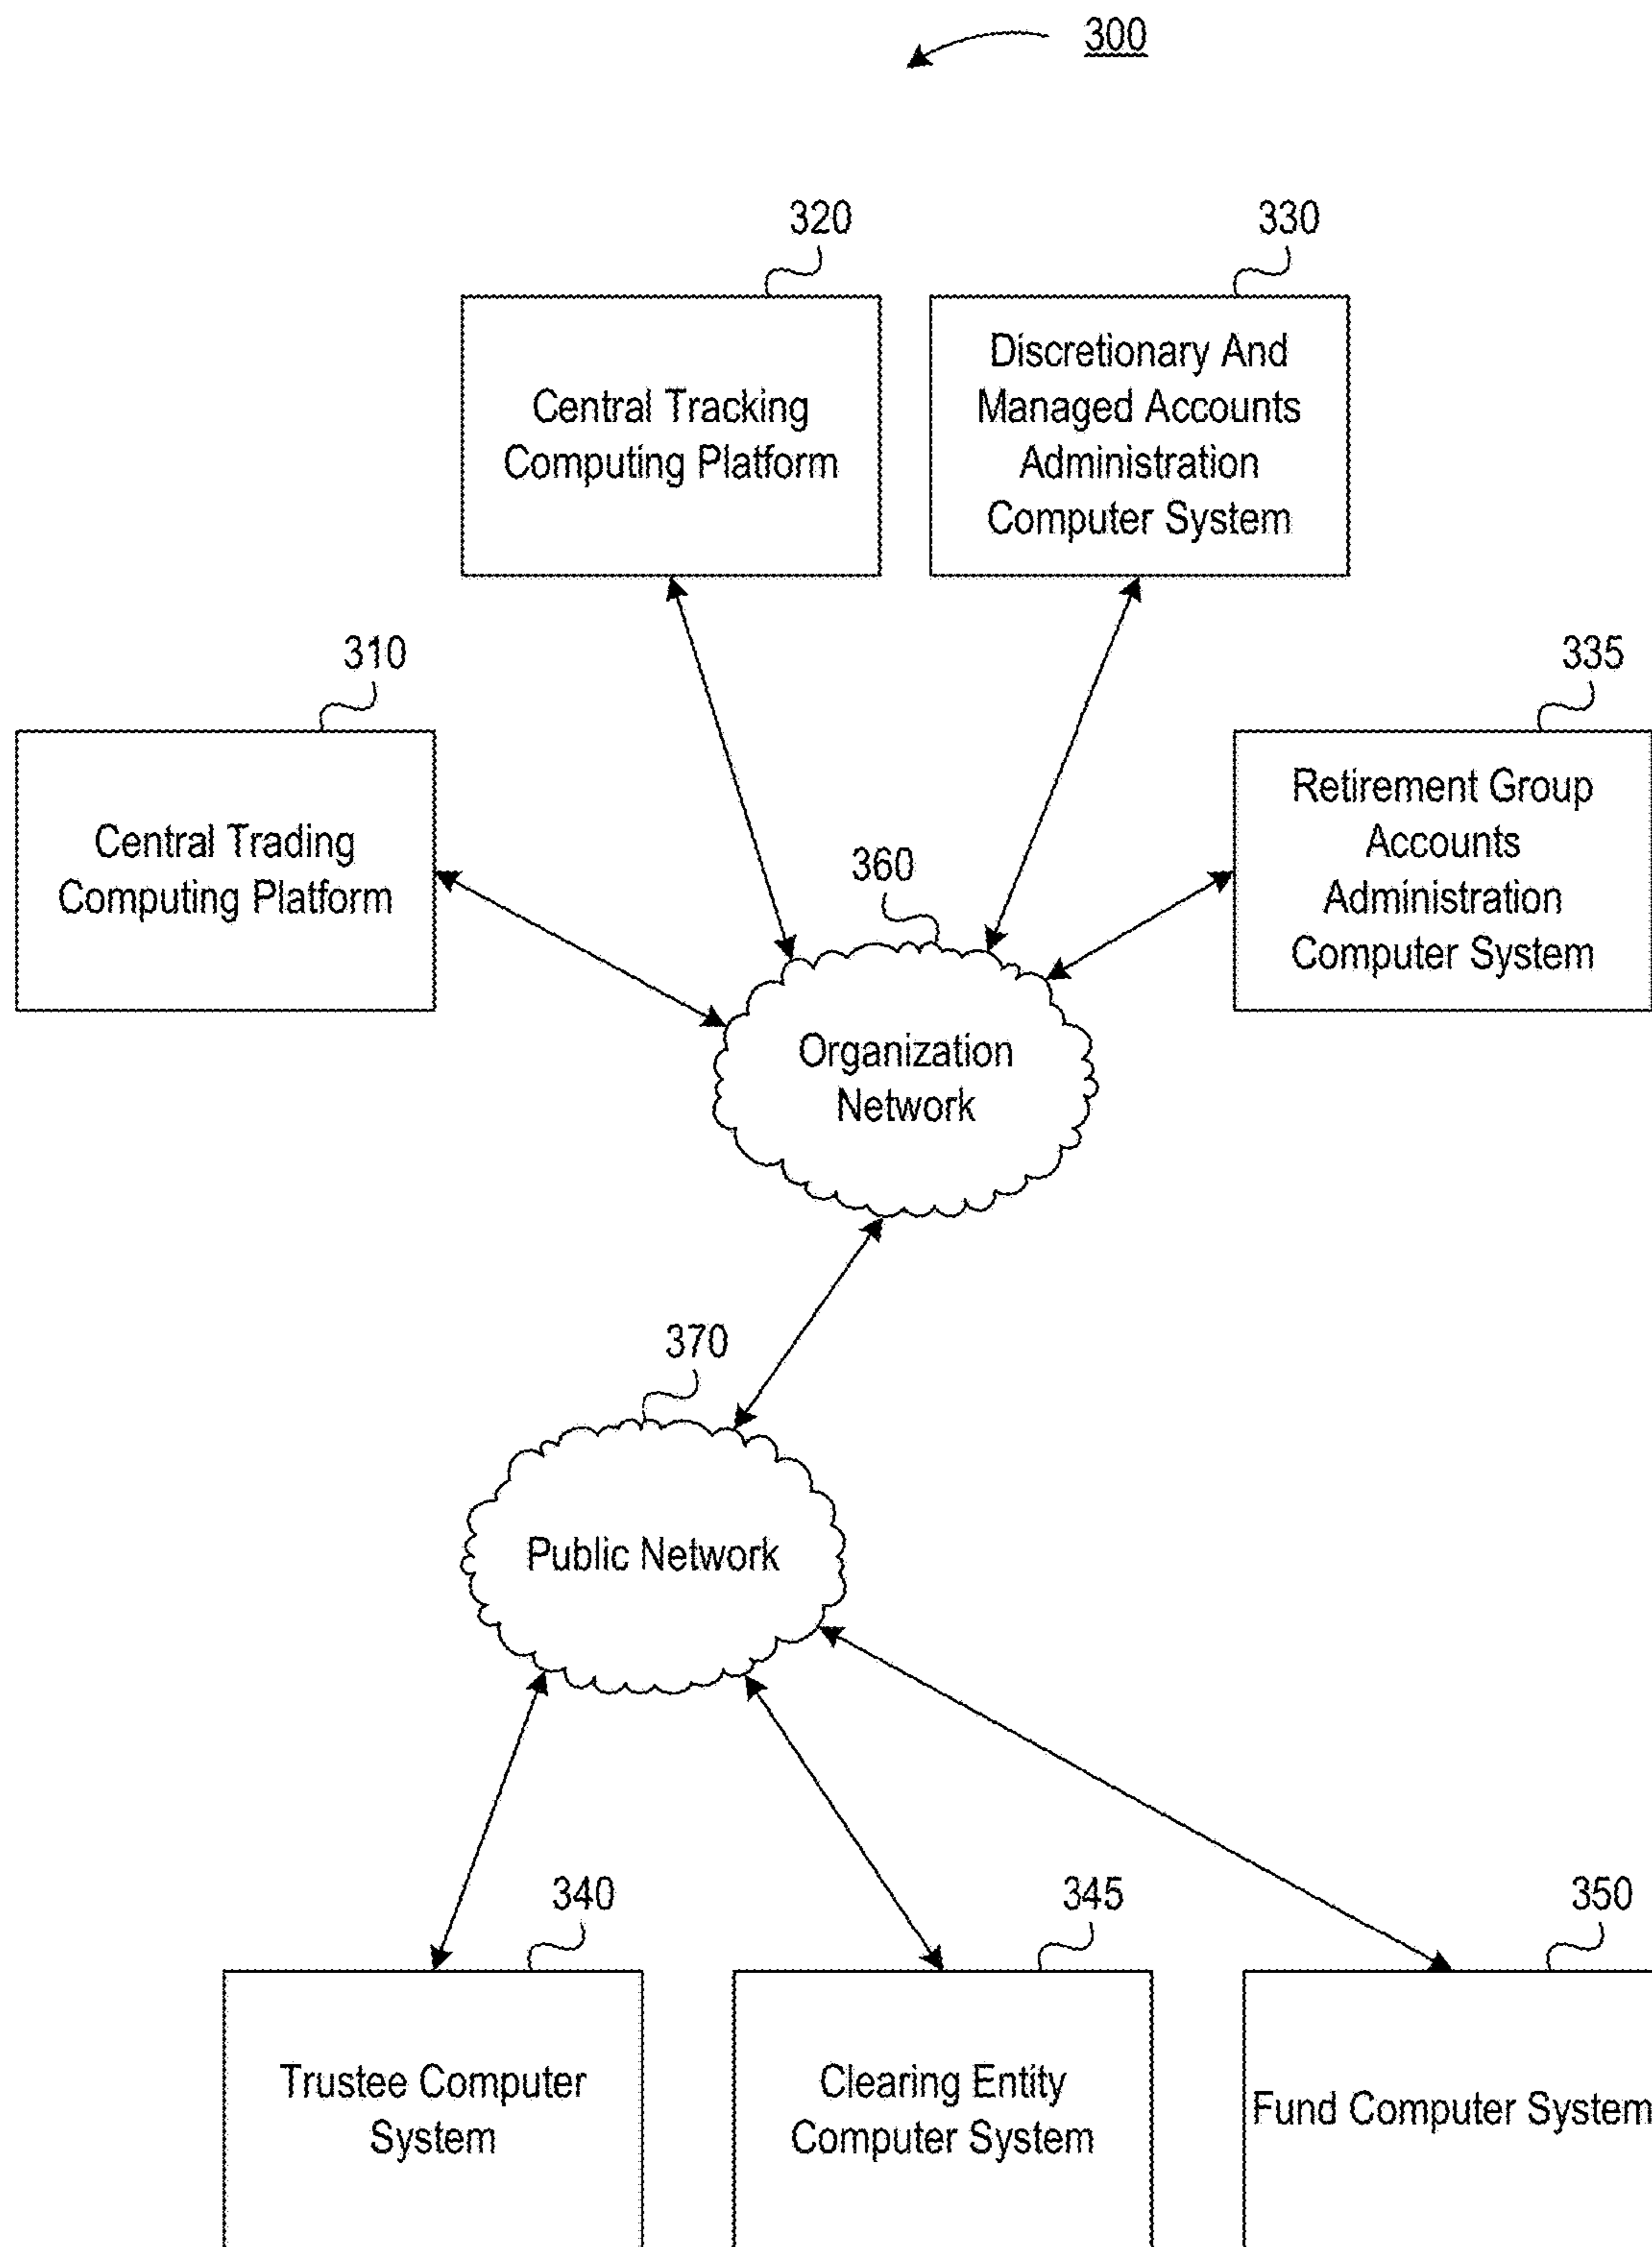 300
320
330
Central Tracking
Computing Platform
Discretionary And
Managed Accounts
Administration
Computer System
310
335
Central Trading
Computing Platform
Retirement Group
Accounts
Administration
Computer System
360
Organization
Network
370
Public Network
340
345
350
Trustee Computer
System
Clearing Entity
Computer System
Fund Computer System